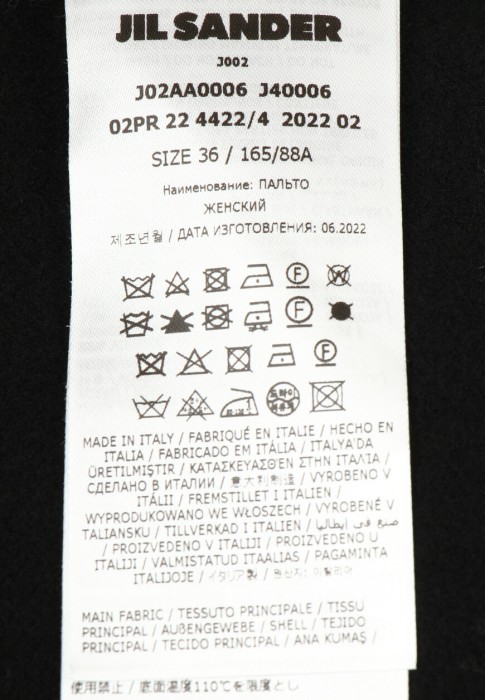 JIL SANDER
J002
J02AA0006 J40006
02PR 22 4422/4 2022 02
SIZE 36 / 165/88A
Наименование: ПАЛЬТО
ЖЕНСКИЙ
제조년월 / ДАТА ИЗГОТОВЛЕНИЯ: 06.2022
F W
F
F
드라이
MADE IN ITALY / FABRIQUÉ EN ITALIE / HECHO EN
ITALIA / FABRICADO EM ITÁLIA / ITALYA'DA
ÜRETILMIŞTIR / ΚΑΤΑΣΚΕΥΑΣΘΕΝ ΣΤΗΝ ΙΤΑΛΙΑ /
СДЕЛАНО В ИТАЛИИ / 意大利制造 / VYROBENO V
ITÁLII / FREMSTILLET I ITALIEN /
WYPRODUKOWANO WE WŁOSZECH / VYROBENÉ V
TALIANSKU / TILLVERKAD I ITALIEN / صنع في ايطاليا
/ PROIZVEDENO V ITALIJI / PROIZVEDENO U
ITALIJI / VALMISTATUD ITAALIAS / PAGAMINTA
ITALIJOJE / イタリア製 / 원산지: 이탈리아
MAIN FABRIC / TESSUTO PRINCIPALE / TISSU
PRINCIPAL / AUßENGEWEBE / SHELL / TEJIDO
PRINCIPAL / TECIDO PRINCIPAL / ANA KUMAŞ /
使用禁止 / 底面温度110℃を限度とし